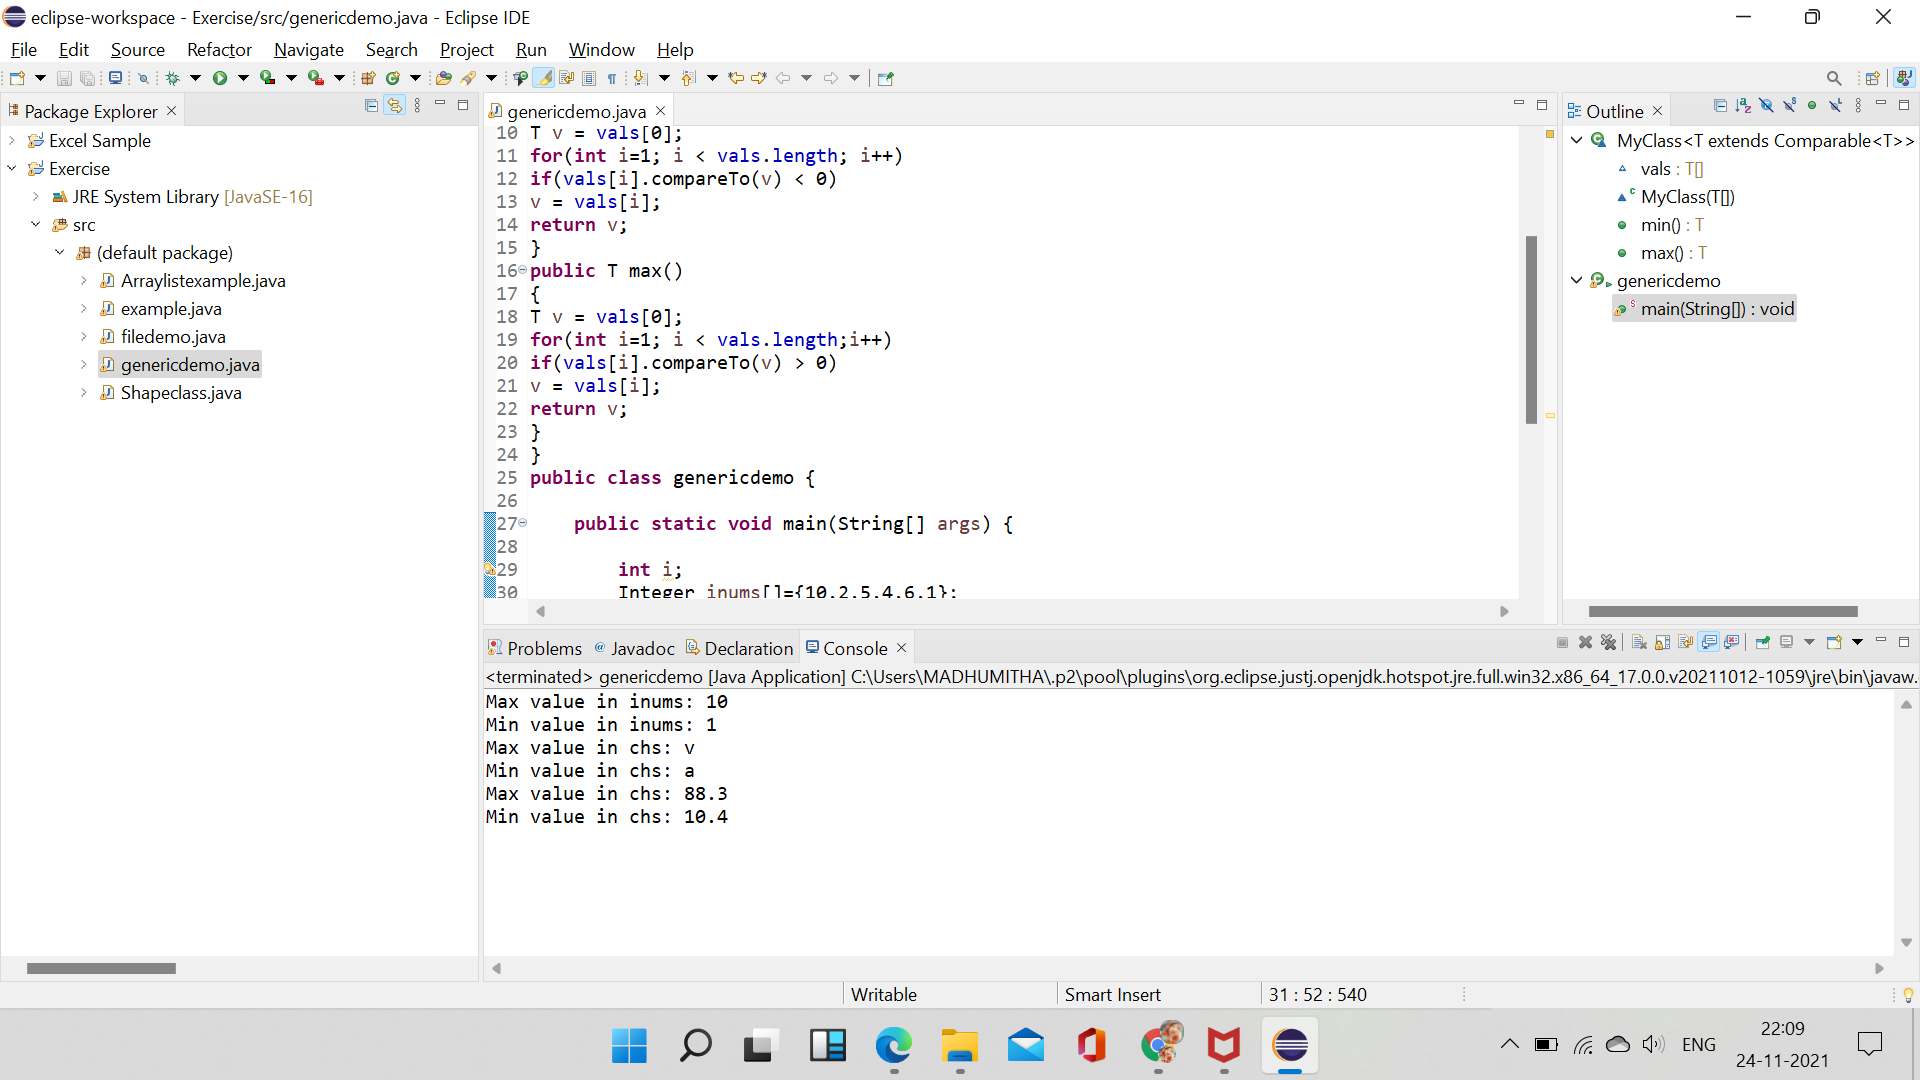 eclipse-workspace - Exercise/src/genericdemo.java - Eclipse IDE
File Edit Source Refactor Navigate Search Project Run Window Help
Package Explorer
Excel Sample
Exercise
JRE System Library [JavaSE-16]
src
(default package)
Arraylistexample.java
example.java
filedemo.java
genericdemo.java
Shapeclass.java
genericdemo.java
10 T v = vals[0];
11 for(int i=1; i < vals.length; i++)
12 if(vals[i].compareTo(v) < 0)
13 v = vals[i];
14 return v;
15 }
16 public T max()
17 {
18 T v = vals[0];
19 for(int i=1; i < vals.length;i++)
20 if(vals[i].compareTo(v) > 0)
21 v = vals[i];
22 return v;
23 }
24 }
25 public class genericdemo {
26
27 public static void main(String[] args) {
28
29 int i;
30 Integer inums[]={10,2,5,4,6,1};
Outline
MyClass<T extends Comparable<T>>
vals : T[]
MyClass(T[])
min() : T
max() : T
genericdemo
main(String[]) : void
Problems Javadoc Declaration Console
<terminated> genericdemo [Java Application] C:\Users\MADHUMITHA\.p2\pool\plugins\org.eclipse.justj.openjdk.hotspot.jre.full.win32.x86_64_17.0.0.v20211012-1059\jre\bin\javaw.
Max value in inums: 10
Min value in inums: 1
Max value in chs: v
Min value in chs: a
Max value in chs: 88.3
Min value in chs: 10.4
Writable Smart Insert 31 : 52 : 540
ENG
22:09
24-11-2021